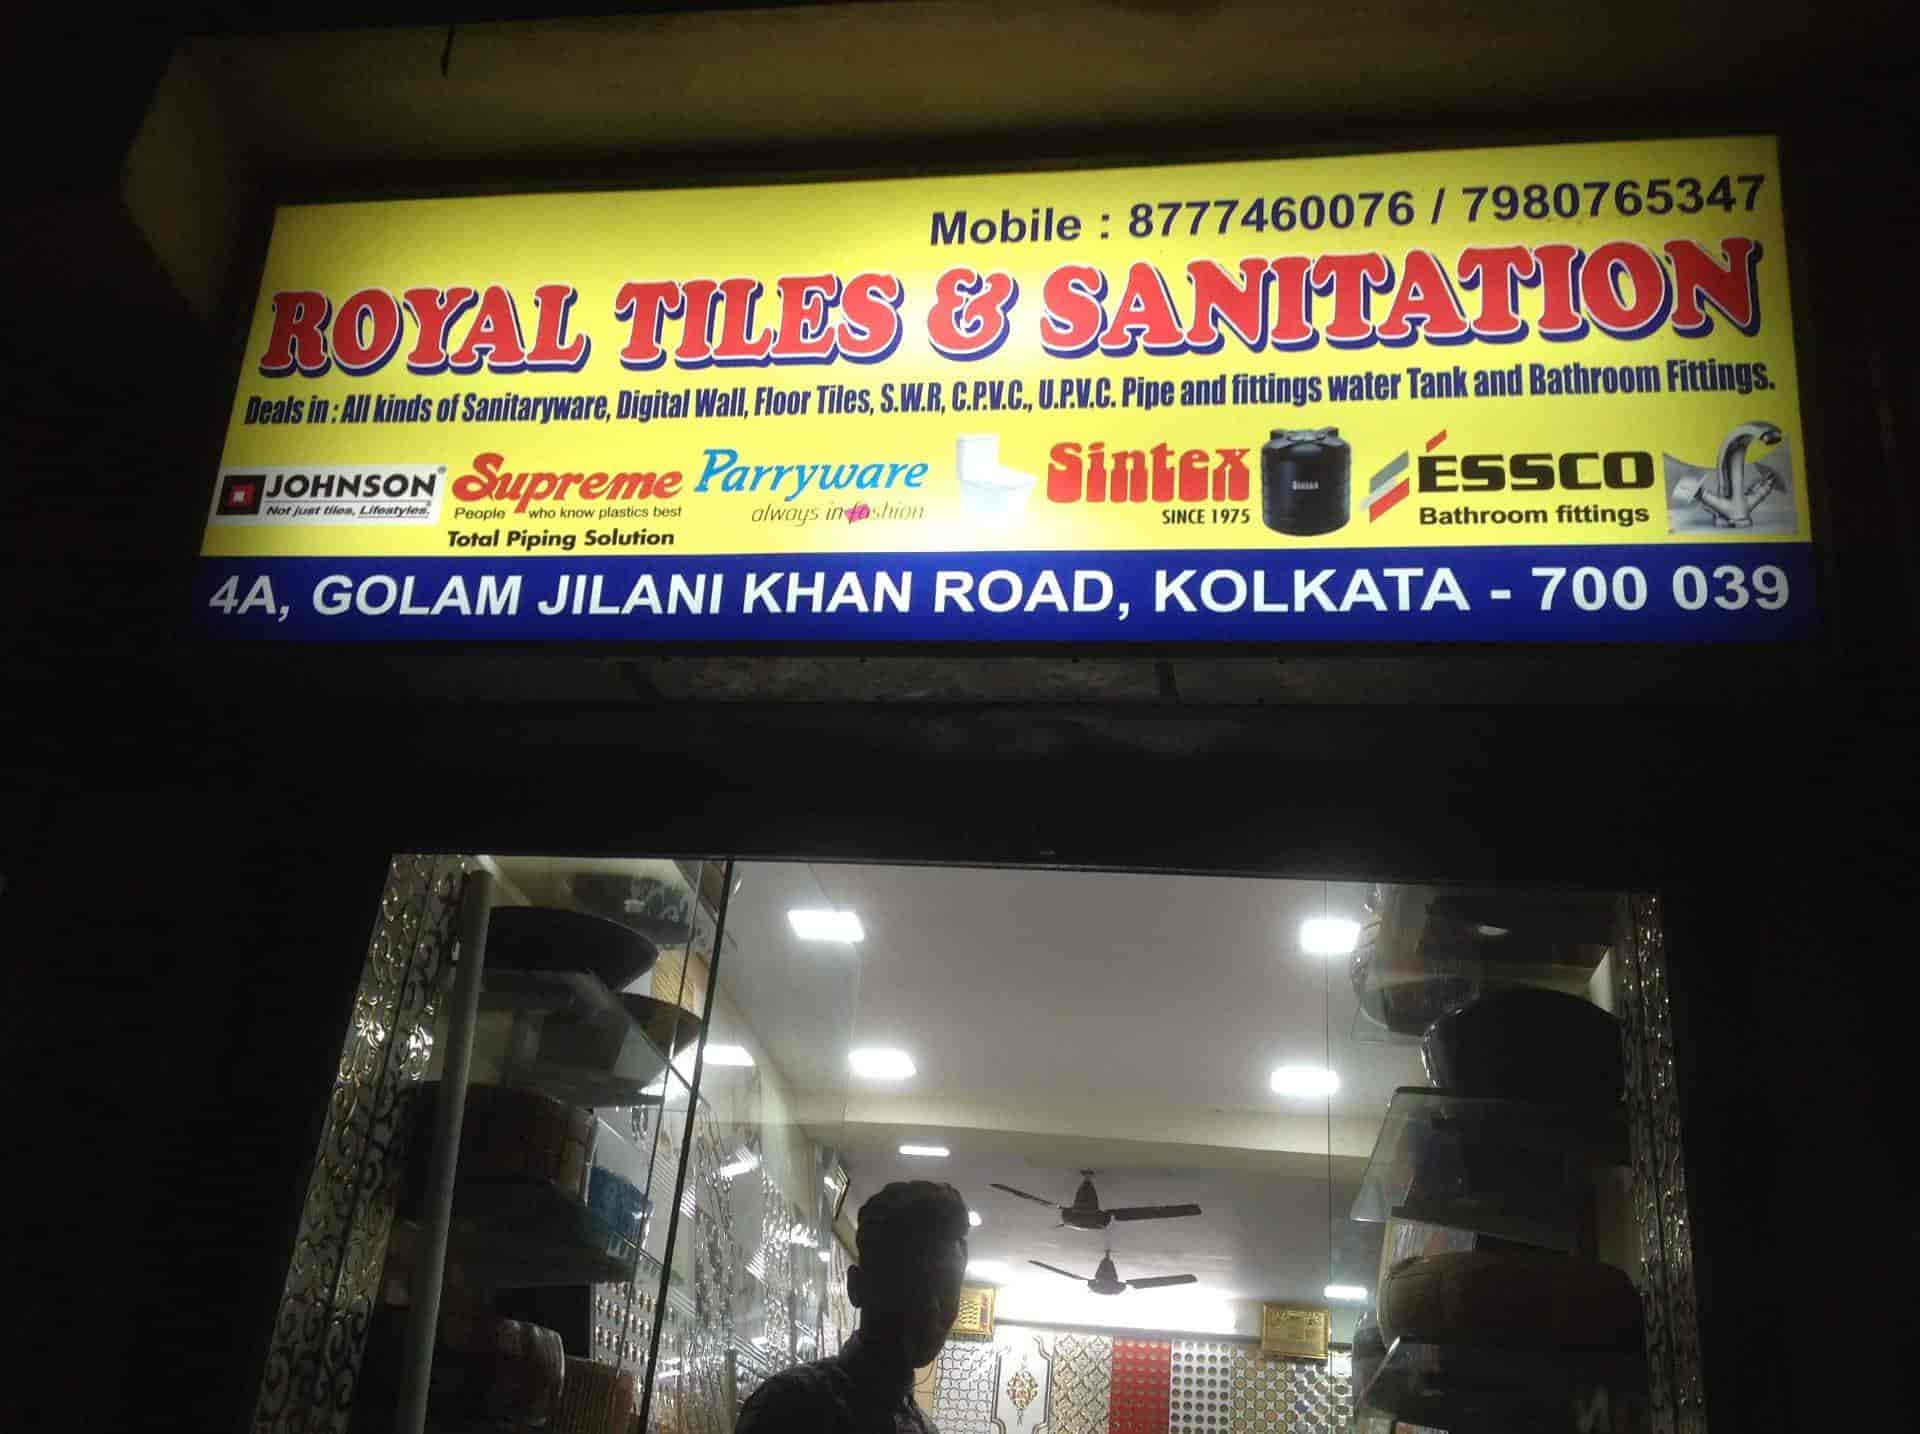 Mobile : 8777460076 / 7980765347
ROYAL TILES & SANITATION
Deals in : All kinds of Sanitaryware, Digital Wall, Floor Tiles, S.W.R, C.P.V.C., U.P.V.C. Pipe and fittings water Tank and Bathroom Fittings.
JOHNSON®
Not just tiles, Lifestyles.
Supreme
People who know plastics best
Total Piping Solution
Parryware
always in fashion
Sintex
SINCE 1975
ÉSSCO
Bathroom fittings
4A, GOLAM JILANI KHAN ROAD, KOLKATA - 700 039